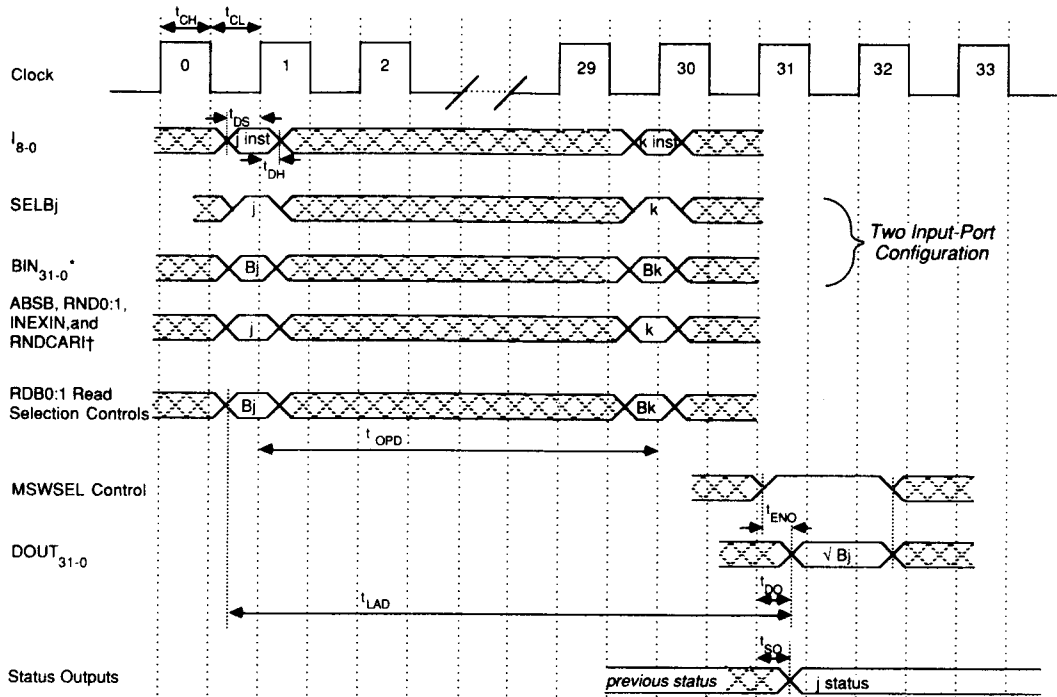 tCH tCL
Clock 0 1 2 29 30 31 32 33
tDS
I8-0 j inst k inst
tDH
SELBj j k
Two Input-Port
Configuration
BIN31-0* Bj Bk
ABSB, RND0:1,
INEXIN,and
RNDCARI† j k
RDB0:1 Read
Selection Controls Bj Bk
tOPD
MSWSEL Control
tENO
DOUT31-0 √ Bj
tDO
tLAD
tSO
Status Outputs previous status j status